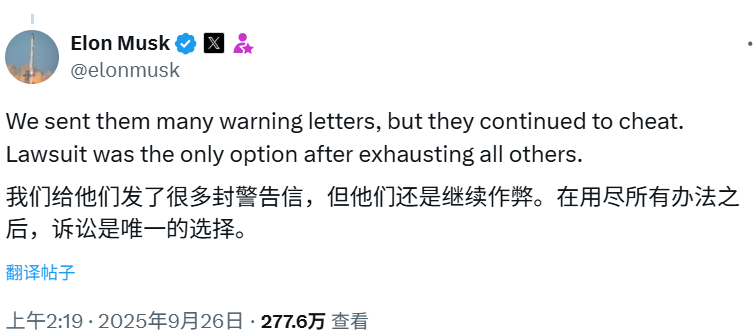 Elon Musk
@elonmusk
We sent them many warning letters, but they continued to cheat.
Lawsuit was the only option after exhausting all others.
我们给他们发了很多封警告信，但他们还是继续作弊。在用尽所有办法之
后，诉讼是唯一的选择。
翻译帖子
上午2:19 · 2025年9月26日 · 277.6万 查看